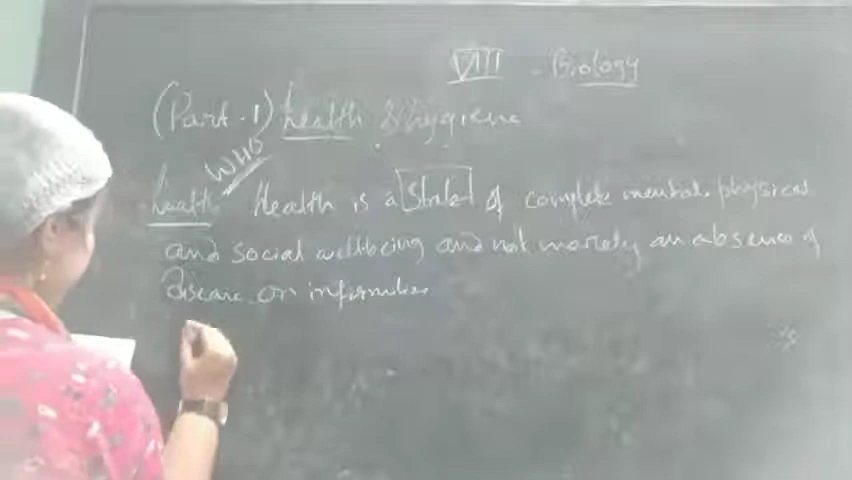 VIII - Biology
(Part-1) health & hygiene
WHO
health Health is a state of complete mental, physical
and social wellbeing and not merely an absence of
disease or infirmities